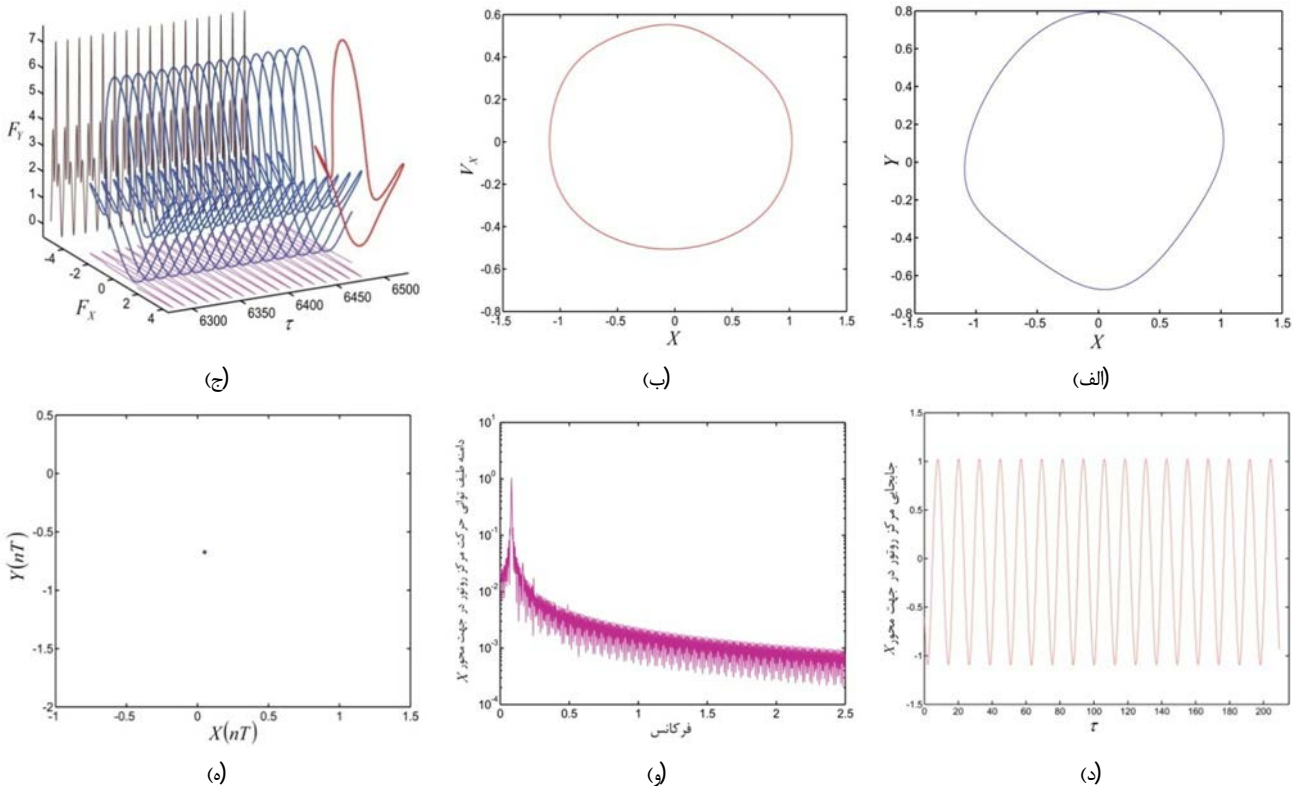 0.8
0.6
0.4
0.2
0
-0.2
-0.4
-0.6
-0.8
Y
-1.5 -1 -0.5 0 0.5 1 1.5
X
(الف)
0.6
0.4
0.2
0
-0.2
-0.4
-0.6
-0.8
V_X
-1.5 -1 -0.5 0 0.5 1 1.5
X
(ب)
7
6
5
4
3
2
1
0
F_Y
-4 -2 0 2 4
F_X
6300 6350 6400 6450 6500
τ
(ج)
1.5
1
0.5
0
-0.5
-1
-1.5
جابجایی مرکز روتور در جهت محور X
0 20 40 60 80 100 120 140 160 180 200
τ
(د)
10¹
10⁰
10⁻¹
10⁻²
10⁻³
10⁻⁴
دامنه طیف توانی حرکت مرکز روتور در جهت محور X
0 0.5 1 1.5 2 2.5
فرکانس
(و)
0.5
0
-0.5
-1
-1.5
-2
Y(nT)
-1 -0.5 0 0.5 1 1.5
X(nT)
(ه)